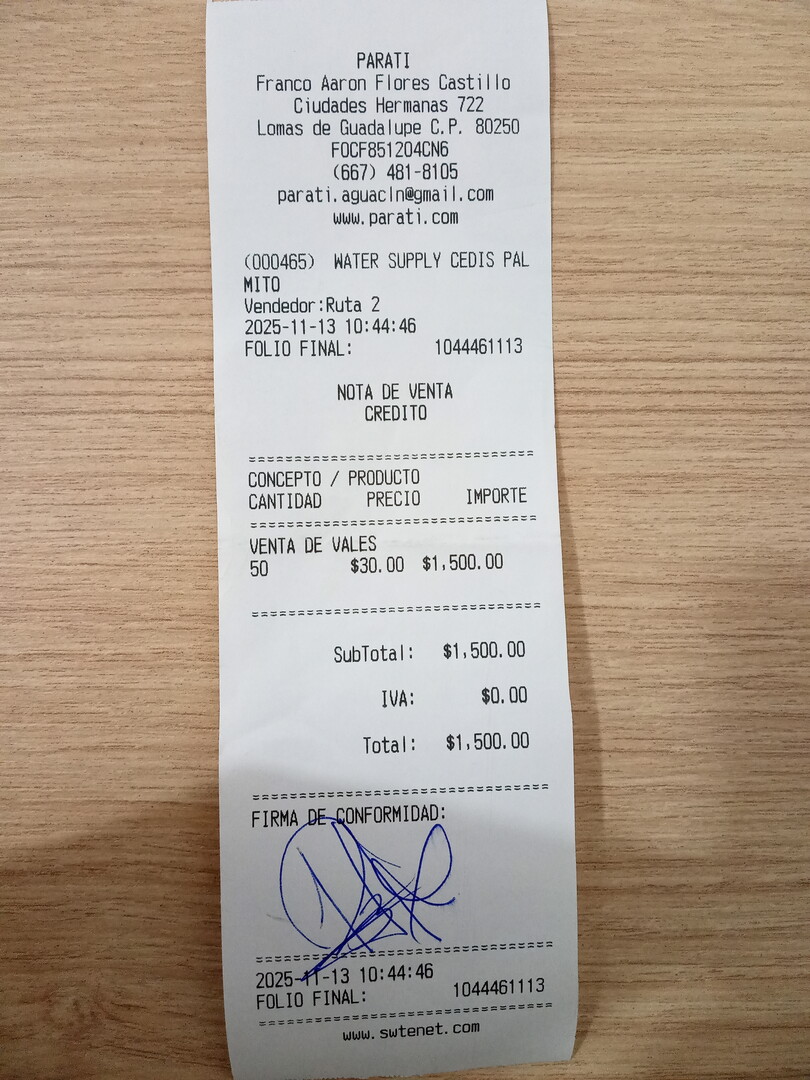 PARATI
Franco Aaron Flores Castillo
Ciudades Hermanas 722
Lomas de Guadalupe C.P. 80250
FOCF851204CN6
(667) 481-8105
parati.aguacln@gmail.com
www.parati.com
(000465) WATER SUPPLY CEDIS PAL
MITO
Vendedor:Ruta 2
2025-11-13 10:44:46
FOLIO FINAL: 1044461113
NOTA DE VENTA
CREDITO
CONCEPTO / PRODUCTO
CANTIDAD PRECIO IMPORTE
VENTA DE VALES
50 $30.00 $1,500.00
SubTotal: $1,500.00
IVA: $0.00
Total: $1,500.00
FIRMA DE CONFORMIDAD:
2025-11-13 10:44:46
FOLIO FINAL: 1044461113
www.swtenet.com